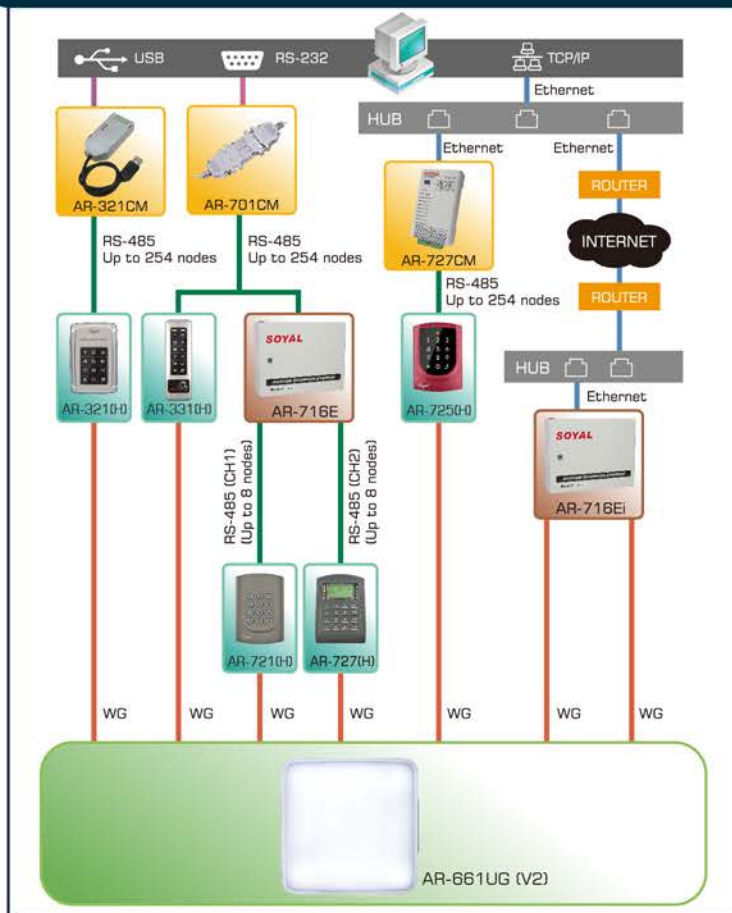 USB
RS-232
TCP/IP
Ethernet
HUB
Ethernet
Ethernet
AR-321CM
AR-701CM
AR-727CM
ROUTER
INTERNET
ROUTER
RS-485
Up to 254 nodes
RS-485
Up to 254 nodes
RS-485
Up to 254 nodes
HUB
Ethernet
AR-321(H)
AR-331(H)
SOYAL
AR-716E
AR-725(H)
SOYAL
AR-716Ei
RS-485 (CH1)
(Up to 8 nodes)
RS-485 (CH2)
(Up to 8 nodes)
AR-721(H)
AR-727(H)
WG
WG
WG
WG
WG
WG
WG
AR-661UG (V2)